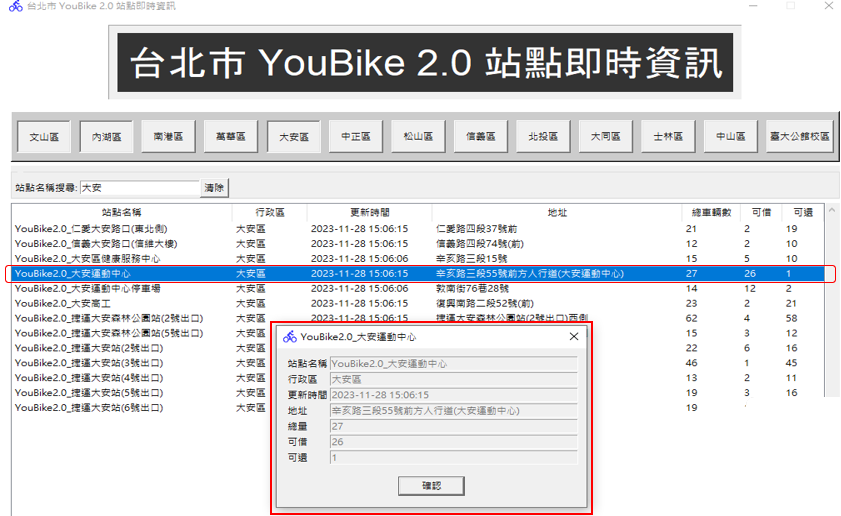 台北市 YouBike 2.0 站點即時資訊
台北市 YouBike 2.0 站點即時資訊
文山區 內湖區 南港區 萬華區 大安區 中正區 松山區 信義區 北投區 大同區 士林區 中山區 臺大公館校區
站點名稱搜尋: 大安 清除
站點名稱 行政區 更新時間 地址 總車輛數 可借 可還
YouBike2.0_仁愛大安路口(東北側) 大安區 2023-11-28 15:06:15 仁愛路四段37號前 21 2 19
YouBike2.0_信義大安路口(信維大樓) 大安區 2023-11-28 15:06:15 信義路四段74號(前) 12 2 10
YouBike2.0_大安區健康服務中心 大安區 2023-11-28 15:06:06 辛亥路三段15號 15 5 10
YouBike2.0_大安運動中心 大安區 2023-11-28 15:06:15 辛亥路三段55號前方人行道(大安運動中心) 27 26 1
YouBike2.0_大安運動中心停車場 大安區 2023-11-28 15:06:06 敦南街76巷28號 14 12 2
YouBike2.0_大安高工 大安區 2023-11-28 15:06:15 復興南路二段52號(前) 23 2 21
YouBike2.0_捷運大安森林公園站(2號出口) 大安區 捷運大安森林公園站(2號出口)西側 62 4 58
YouBike2.0_捷運大安森林公園站(5號出口) 大安區 15 3 12
YouBike2.0_捷運大安站(2號出口) 大安區 22 6 16
YouBike2.0_捷運大安站(3號出口) 大安區 46 1 45
YouBike2.0_捷運大安站(4號出口) 大安區 13 2 11
YouBike2.0_捷運大安站(5號出口) 大安區 19 3 16
YouBike2.0_捷運大安站(6號出口) 大安區 19
YouBike2.0_大安運動中心
站點名稱 YouBike2.0_大安運動中心
行政區 大安區
更新時間 2023-11-28 15:06:15
地址 辛亥路三段55號前方人行道(大安運動中心)
總量 27
可借 26
可還 1
確認